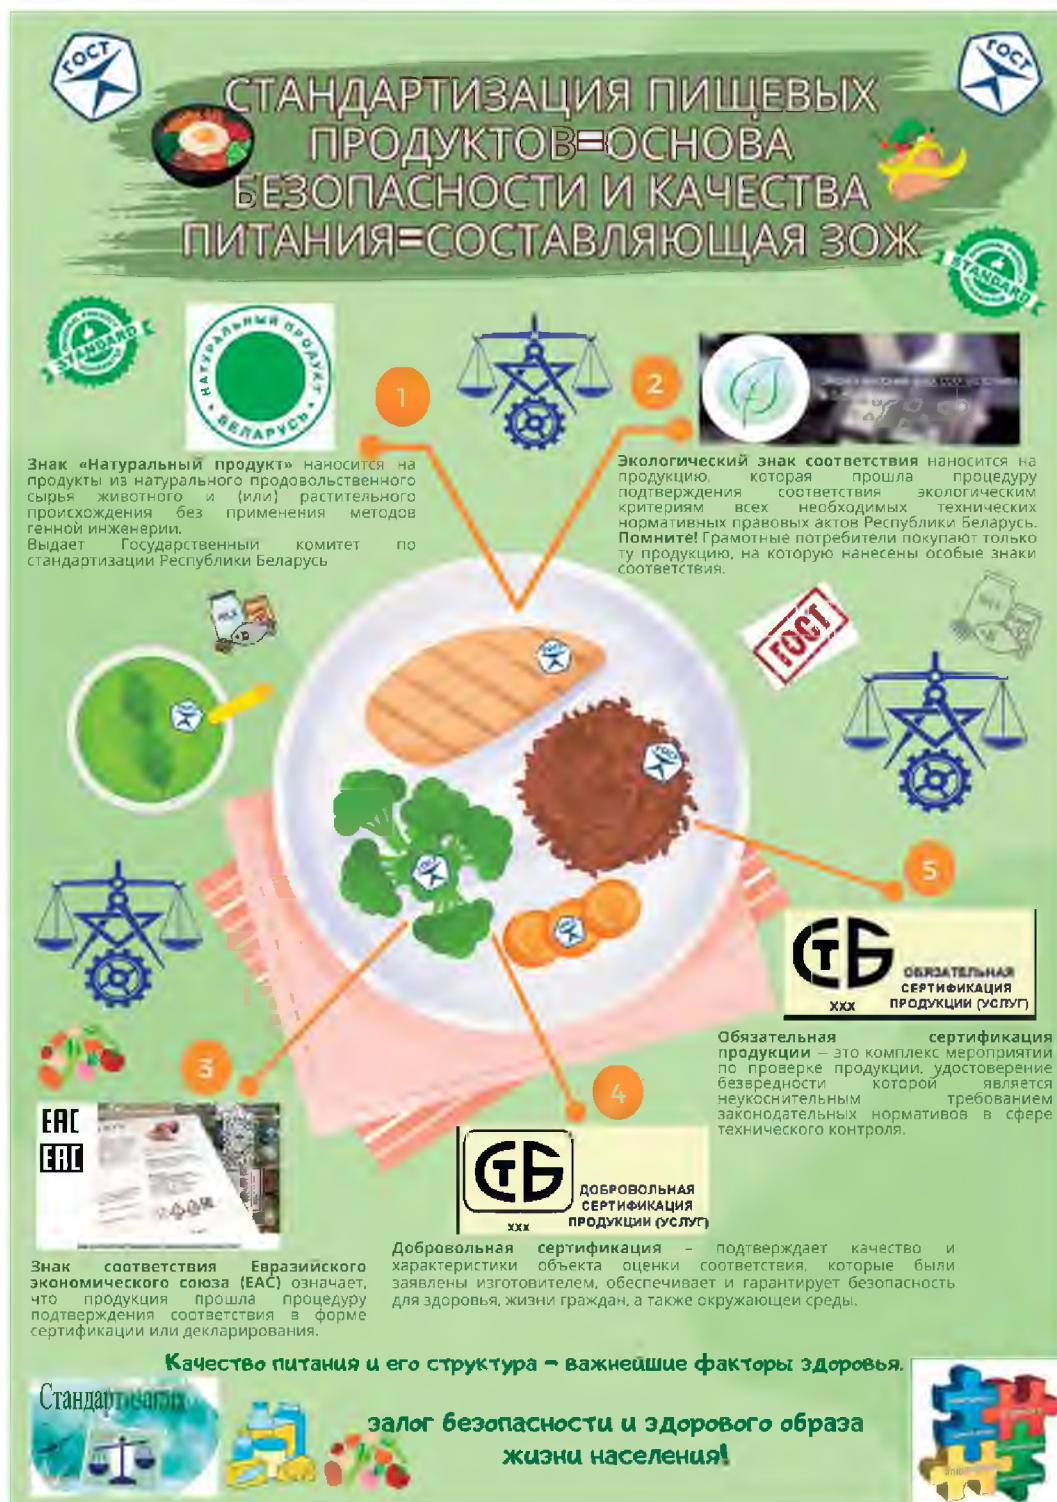 ГОСТ
ГОСТ
СТАНДАРТИЗАЦИЯ ПИЩЕВЫХ
ПРОДУКТОВ=ОСНОВА
БЕЗОПАСНОСТИ И КАЧЕСТВА
ПИТАНИЯ=СОСТАВЛЯЮЩАЯ ЗОЖ
STANDARD
STANDARD
НАТУРАЛЬНЫЙ ПРОДУКТ
БЕЛАРУСЬ
1
2
Знак «Натуральный продукт» наносится на
продукты из натурального продовольственного
сырья животного и (или) растительного
происхождения без применения методов
генной инженерии.
Выдает Государственный комитет по
стандартизации Республики Беларусь
Экологический знак соответствия наносится на
продукцию, которая прошла процедуру
подтверждения соответствия экологическим
критериям всех необходимых технических
нормативных правовых актов Республики Беларусь.
Помните! Грамотные потребители покупают только
ту продукцию, на которую нанесены особые знаки
соответствия.
ГОСТ
5
СТБ
XXX
ОБЯЗАТЕЛЬНАЯ
СЕРТИФИКАЦИЯ
ПРОДУКЦИИ (УСЛУГ)
Обязательная сертификация
продукции – это комплекс мероприятий
по проверке продукции, удостоверение
безвредности которой является
неукоснительным требованием
законодательных нормативов в сфере
технического контроля.
3
EAC
EAC
Знак соответствия Евразийского
экономического союза (ЕАС) означает,
что продукция прошла процедуру
подтверждения соответствия в форме
сертификации или декларирования.
4
СТБ
XXX
ДОБРОВОЛЬНАЯ
СЕРТИФИКАЦИЯ
ПРОДУКЦИИ (УСЛУГ)
Добровольная сертификация – подтверждает качество и
характеристики объекта оценки соответствия, которые были
заявлены изготовителем, обеспечивает и гарантирует безопасность
для здоровья, жизни граждан, а также окружающей среды.
Качество питания и его структура – важнейшие факторы здоровья.
Стандартизация
залог безопасности и здорового образа
жизни населения!